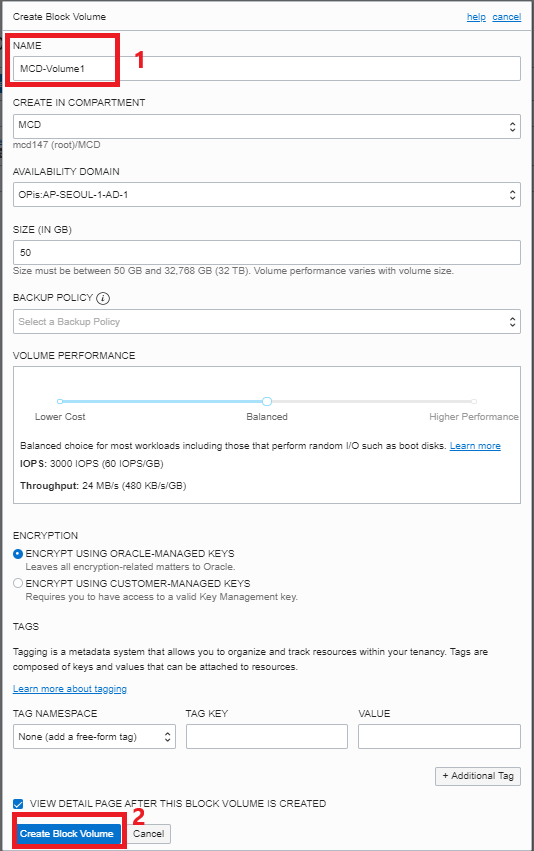 Create Block Volume help cancel
NAME
1
MCD-Volume1
CREATE IN COMPARTMENT
MCD
mcd147 (root)/MCD
AVAILABILITY DOMAIN
OPis:AP-SEOUL-1-AD-1
SIZE (IN GB)
50
Size must be between 50 GB and 32,768 GB (32 TB). Volume performance varies with volume size.
BACKUP POLICY i
Select a Backup Policy
VOLUME PERFORMANCE
Lower Cost Balanced Higher Performance
Balanced choice for most workloads including those that perform random I/O such as boot disks. Learn more
IOPS: 3000 IOPS (60 IOPS/GB)
Throughput: 24 MB/s (480 KB/s/GB)
ENCRYPTION
ENCRYPT USING ORACLE-MANAGED KEYS
Leaves all encryption-related matters to Oracle.
ENCRYPT USING CUSTOMER-MANAGED KEYS
Requires you to have access to a valid Key Management key.
TAGS
Tagging is a metadata system that allows you to organize and track resources within your tenancy. Tags are
composed of keys and values that can be attached to resources.
Learn more about tagging
TAG NAMESPACE TAG KEY VALUE
None (add a free-form tag)
+ Additional Tag
VIEW DETAIL PAGE AFTER THIS BLOCK VOLUME IS CREATED
2
Create Block Volume Cancel